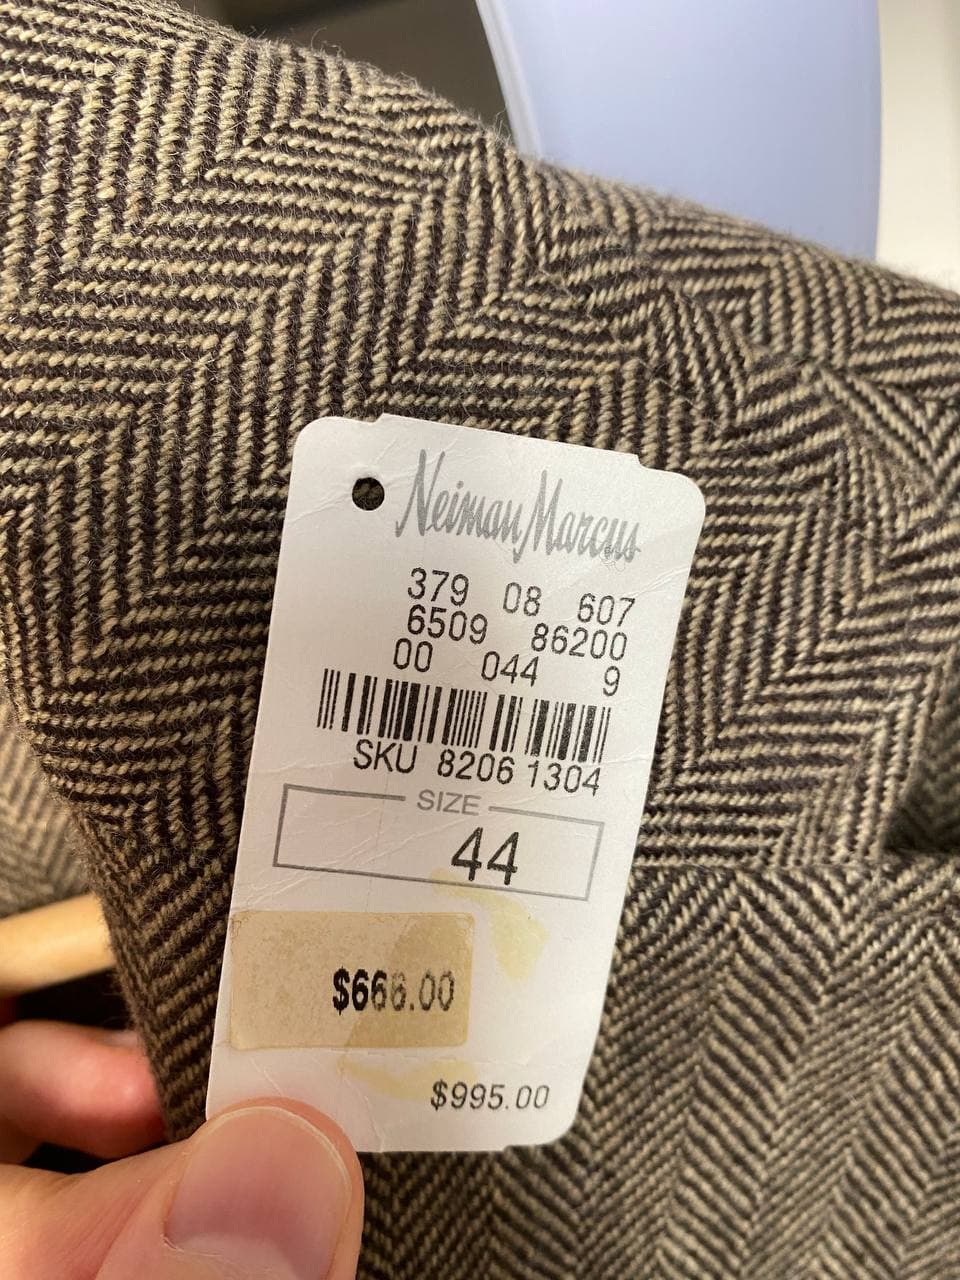 Neiman Marcus
379 08 607
6509 86200
00 044 9
SKU 8206 1304
SIZE
44
$666.00
$995.00